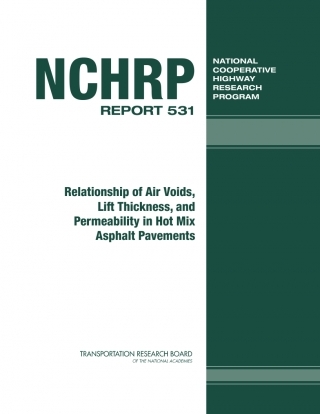 NCHRP
REPORT 531
NATIONAL
COOPERATIVE
HIGHWAY
RESEARCH
PROGRAM
Relationship of Air Voids,
Lift Thickness, and
Permeability in Hot Mix
Asphalt Pavements
TRANSPORTATION RESEARCH BOARD
OF THE NATIONAL ACADEMIES